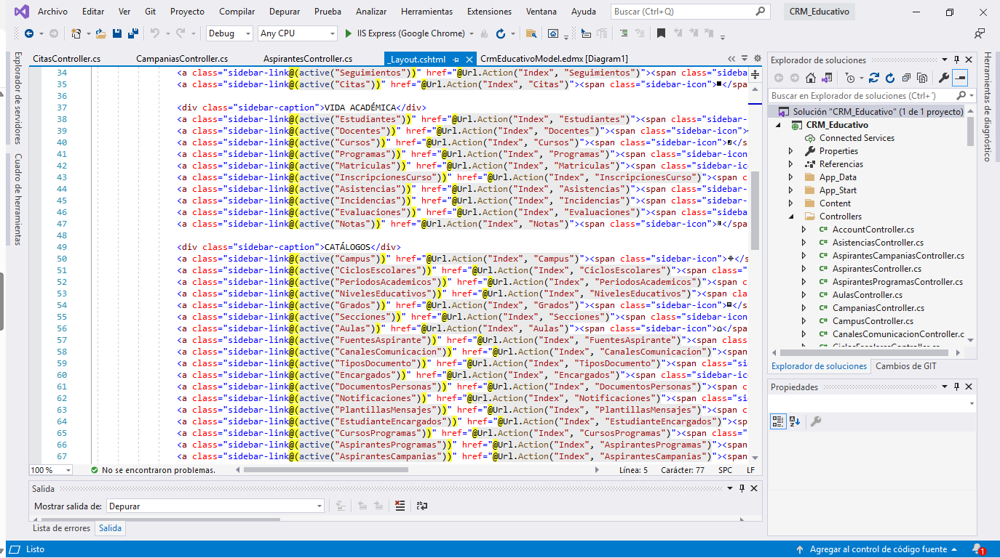 Archivo Editar Ver Git Proyecto Compilar Depurar Prueba Analizar Herramientas Extensiones Ventana Ayuda Buscar (Ctrl+Q) CRM_Educativo
Debug Any CPU IIS Express (Google Chrome)
Explorador de servidores
Cuadro de herramientas
CitasController.cs CampaniasController.cs AspirantesController.cs _Layout.cshtml CrmEducativoModel.edmx [Diagram1]
34 <a class="sidebar-link@(active("Seguimientos"))" href="@Url.Action("Index", "Seguimientos")"><span class="sideba
35 <a class="sidebar-link@(active("Citas"))" href="@Url.Action("Index", "Citas")"><span class="sidebar-icon">■</spa
36
37 <div class="sidebar-caption">VIDA ACADÉMICA</div>
38 <a class="sidebar-link@(active("Estudiantes"))" href="@Url.Action("Index", "Estudiantes")"><span class="sidebar-
39 <a class="sidebar-link@(active("Docentes"))" href="@Url.Action("Index", "Docentes")"><span class="sidebar-icon"><
40 <a class="sidebar-link@(active("Cursos"))" href="@Url.Action("Index", "Cursos")"><span class="sidebar-icon"></s
41 <a class="sidebar-link@(active("Programas"))" href="@Url.Action("Index", "Programas")"><span class="sidebar-icon
42 <a class="sidebar-link@(active("Matriculas"))" href="@Url.Action("Index", "Matriculas")"><span class="sidebar-ic
43 <a class="sidebar-link@(active("InscripcionesCurso"))" href="@Url.Action("Index", "InscripcionesCurso")"><span c
44 <a class="sidebar-link@(active("Asistencias"))" href="@Url.Action("Index", "Asistencias")"><span class="sidebar-
45 <a class="sidebar-link@(active("Incidencias"))" href="@Url.Action("Index", "Incidencias")"><span class="sidebar-
46 <a class="sidebar-link@(active("Evaluaciones"))" href="@Url.Action("Index", "Evaluaciones")"><span class="sideba
47 <a class="sidebar-link@(active("Notas"))" href="@Url.Action("Index", "Notas")"><span class="sidebar-icon">*</spa
48
49 <div class="sidebar-caption">CATÁLOGOS</div>
50 <a class="sidebar-link@(active("Campus"))" href="@Url.Action("Index", "Campus")"><span class="sidebar-icon">⌖</s
51 <a class="sidebar-link@(active("CiclosEscolares"))" href="@Url.Action("Index", "CiclosEscolares")"><span class="
52 <a class="sidebar-link@(active("PeriodosAcademicos"))" href="@Url.Action("Index", "PeriodosAcademicos")"><span c
53 <a class="sidebar-link@(active("NivelesEducativos"))" href="@Url.Action("Index", "NivelesEducativos")"><span cla
54 <a class="sidebar-link@(active("Grados"))" href="@Url.Action("Index", "Grados")"><span class="sidebar-icon"></s
55 <a class="sidebar-link@(active("Secciones"))" href="@Url.Action("Index", "Secciones")"><span class="sidebar-icon
56 <a class="sidebar-link@(active("Aulas"))" href="@Url.Action("Index", "Aulas")"><span class="sidebar-icon">⌂</spa
57 <a class="sidebar-link@(active("FuentesAspirante"))" href="@Url.Action("Index", "FuentesAspirante")"><span class
58 <a class="sidebar-link@(active("CanalesComunicacion"))" href="@Url.Action("Index", "CanalesComunicacion")"><span
59 <a class="sidebar-link@(active("TiposDocumento"))" href="@Url.Action("Index", "TiposDocumento")"><span class="si
60 <a class="sidebar-link@(active("Encargados"))" href="@Url.Action("Index", "Encargados")"><span class="sidebar-ic
61 <a class="sidebar-link@(active("DocumentosPersonas"))" href="@Url.Action("Index", "DocumentosPersonas")"><span c
62 <a class="sidebar-link@(active("Notificaciones"))" href="@Url.Action("Index", "Notificaciones")"><span class="si
63 <a class="sidebar-link@(active("PlantillasMensajes"))" href="@Url.Action("Index", "PlantillasMensajes")"><span c
64 <a class="sidebar-link@(active("EstudianteEncargados"))" href="@Url.Action("Index", "EstudianteEncargados")"><sp
65 <a class="sidebar-link@(active("CursosProgramas"))" href="@Url.Action("Index", "CursosProgramas")"><span class="
66 <a class="sidebar-link@(active("AspirantesProgramas"))" href="@Url.Action("Index", "AspirantesProgramas")"><span
67 <a class="sidebar-link@(active("AspirantesCampanias"))" href="@Url.Action("Index", "AspirantesCampanias")"><span
100 % No se encontraron problemas. Línea: 5 Carácter: 77 SPC LF
Salida
Mostrar salida de: Depurar
Lista de errores Salida
Explorador de soluciones
Buscar en Explorador de soluciones (Ctrl+´)
Solución "CRM_Educativo" (1 de 1 proyecto)
CRM_Educativo
Connected Services
Properties
Referencias
App_Data
App_Start
Content
Controllers
C# AccountController.cs
C# AsistenciasController.cs
C# AspirantesCampaniasController.cs
C# AspirantesController.cs
C# AspirantesProgramasController.cs
C# AulasController.cs
C# CampaniasController.cs
C# CampusController.cs
C# CanalesComunicacionController.c
C# CiclosEscolaresController.cs
Explorador de soluciones Cambios de GIT
Propiedades
Herramientas de diagnóstico
Listo Agregar al control de código fuente 1